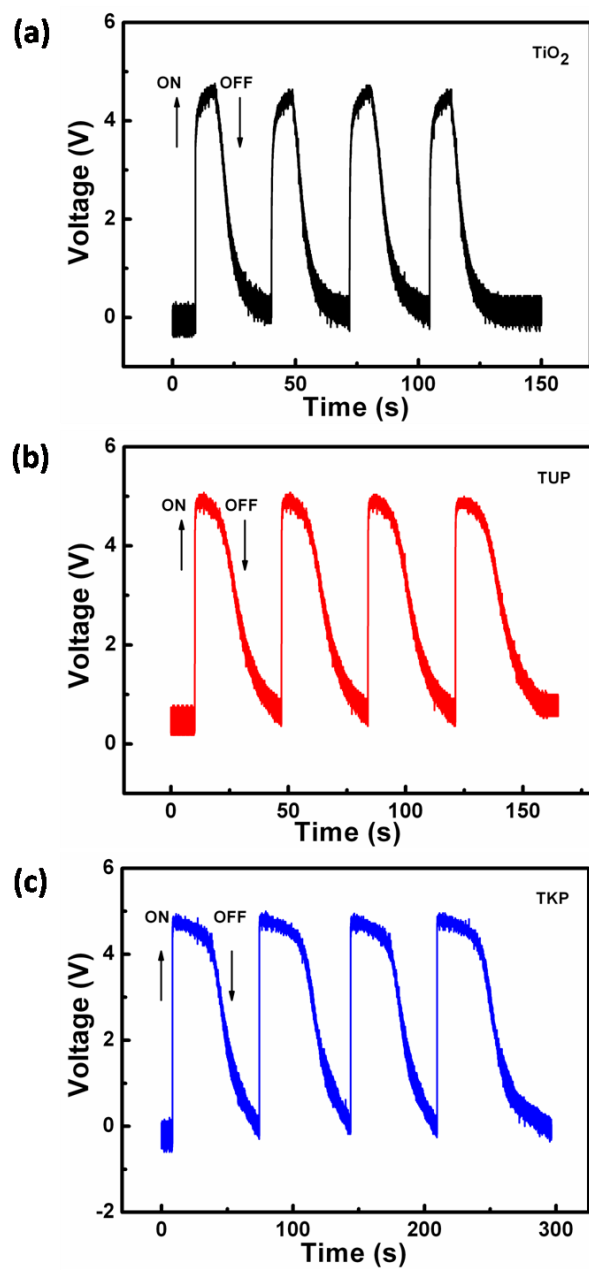 (a)
6
4
2
0
Voltage (V)
ON
OFF
TiO2
0
50
100
150
Time (s)
(b)
6
4
2
0
Voltage (V)
ON
OFF
TUP
0
50
100
150
Time (s)
(c)
6
4
2
0
-2
Voltage (V)
ON
OFF
TKP
0
100
200
300
Time (s)